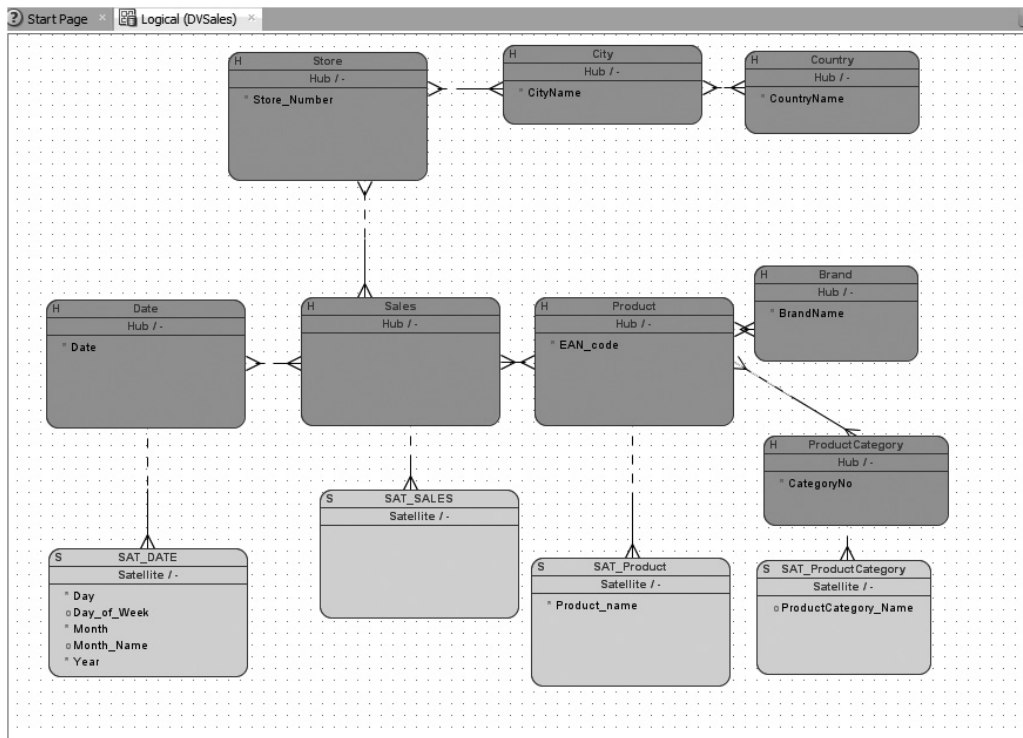 Start Page
Logical (DVSales)
H Store
Hub / -
* Store_Number
H City
Hub / -
* CityName
H Country
Hub / -
* CountryName
H Date
Hub / -
* Date
H Sales
Hub / -
H Product
Hub / -
* EAN_code
H Brand
Hub / -
* BrandName
H ProductCategory
Hub / -
* CategoryNo
S SAT_DATE
Satellite / -
* Day
o Day_of_Week
* Month
o Month_Name
* Year
S SAT_SALES
Satellite / -
S SAT_Product
Satellite / -
* Product_name
S SAT_ProductCategory
Satellite / -
o ProductCategory_Name